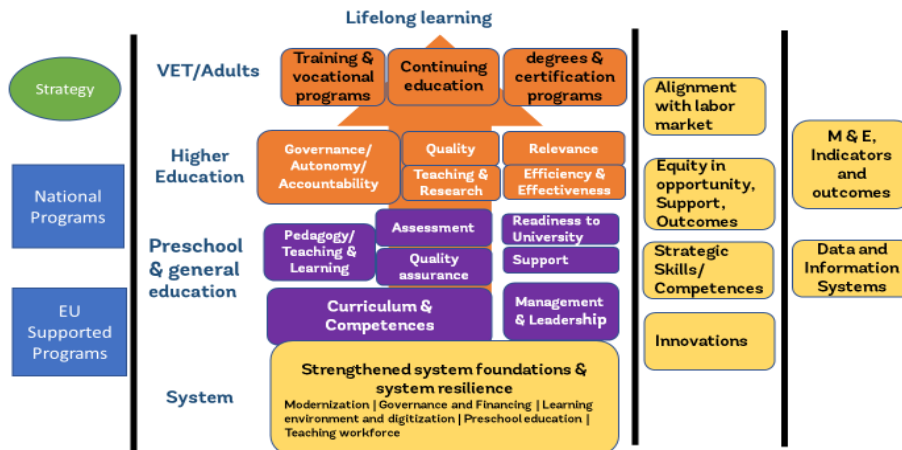 Lifelong learning
Strategy
National
Programs
EU
Supported
Programs
VET/Adults
Training &
vocational
programs
Continuing
education
degrees &
certification
programs
Higher
Education
Governance/
Autonomy/
Accountability
Quality
Relevance
Teaching
& Research
Efficiency &
Effectiveness
Preschool
& general
education
Pedagogy/
Teaching &
Learning
Assessment
Readiness to
University
Quality
assurance
Support
Curriculum &
Competences
Management
& Leadership
System
Strengthened system foundations &
system resilience
Modernization | Governance and Financing | Learning
environment and digitization | Preschool education |
Teaching workforce
Alignment
with labor
market
Equity in
opportunity,
Support,
Outcomes
Strategic
Skills/
Competences
Innovations
M & E,
Indicators
and
outcomes
Data and
Information
Systems